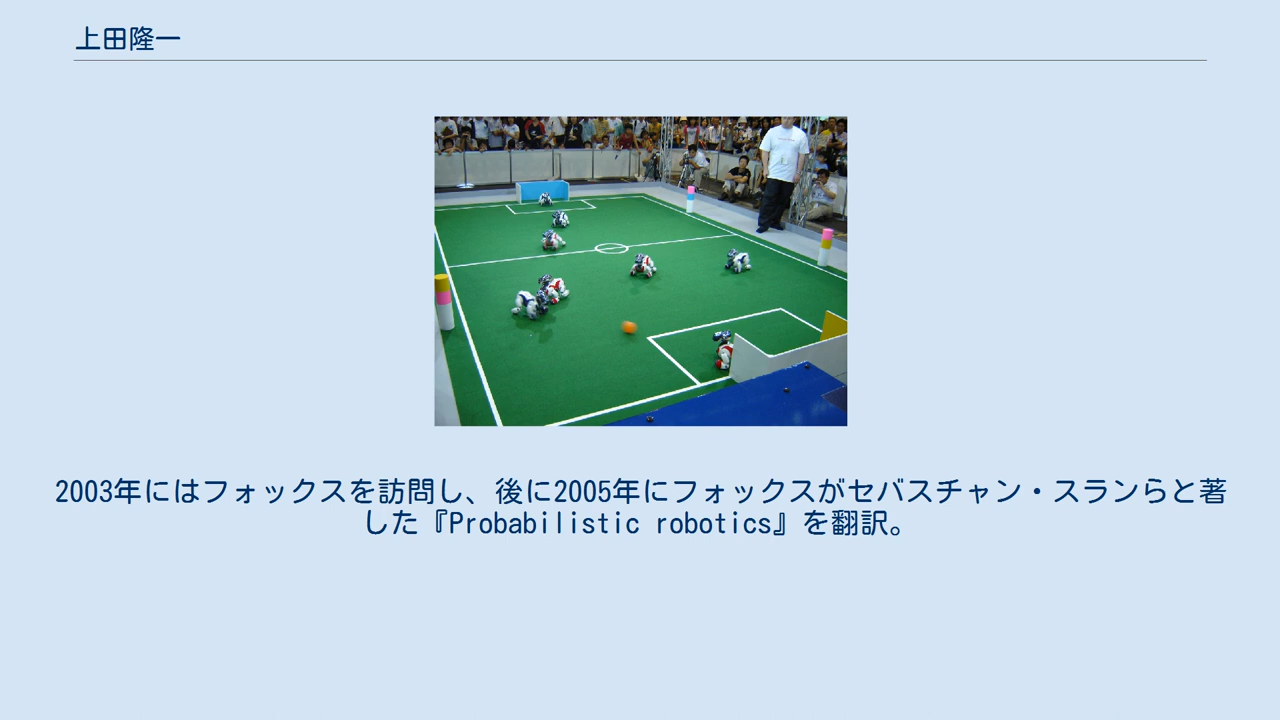 上田隆一
2003年にはフォックスを訪問し、後に2005年にフォックスがセバスチャン・スランらと著
した『Probabilistic robotics』を翻訳。